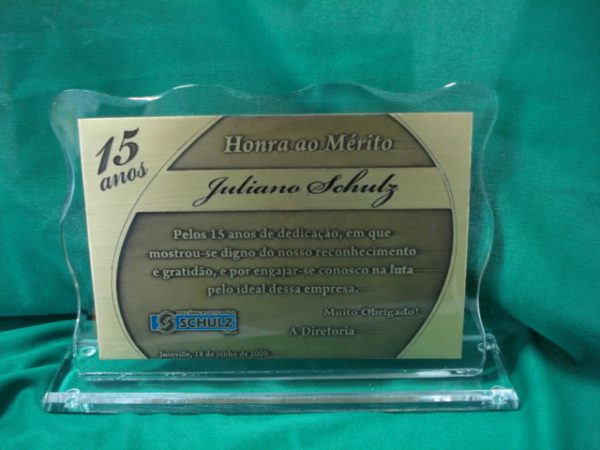 15
anos
Honra ao Mérito
Juliano Schulz
Pelos 15 anos de dedicação, em que
mostrou-se digno do nosso reconhecimento
e gratidão, e por engajar-se conosco na luta
pelo ideal dessa empresa.
Muito Obrigado!
A Diretoria
SCHULZ
Joinville, 18 de junho de 2009.